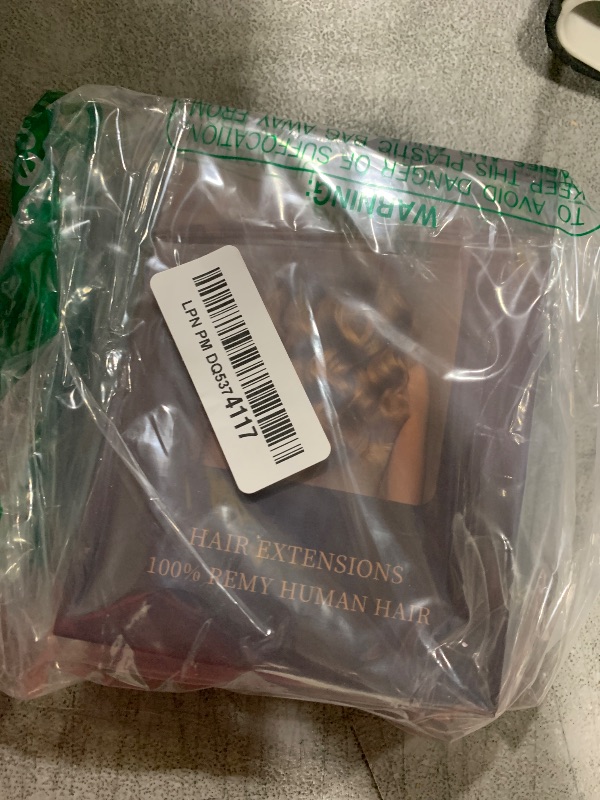 WARNING:
TO AVOID DANGER OF SUFFOCATION,
KEEP THIS PLASTIC BAG AWAY FROM
LPN PM DQ5374117
HAIR EXTENSIONS
100% REMY HUMAN HAIR